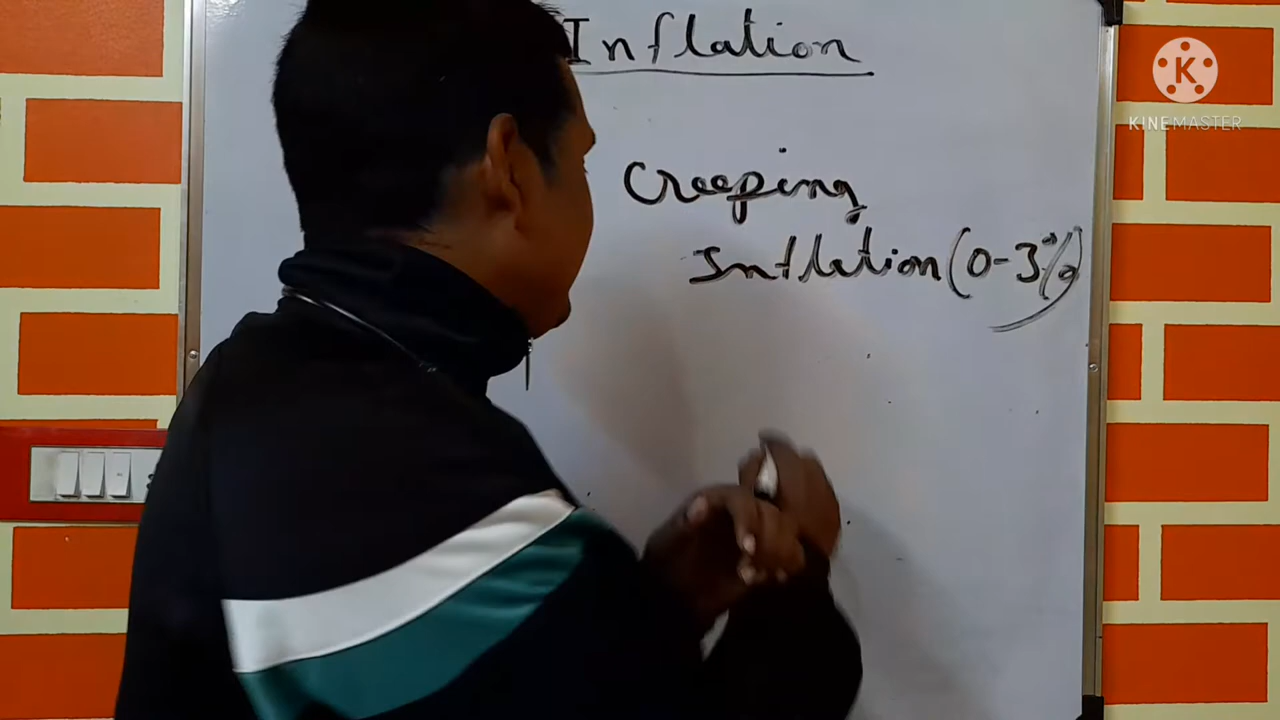 Inflation
Creeping
Inflation (0-3%)
K
KINEMASTER